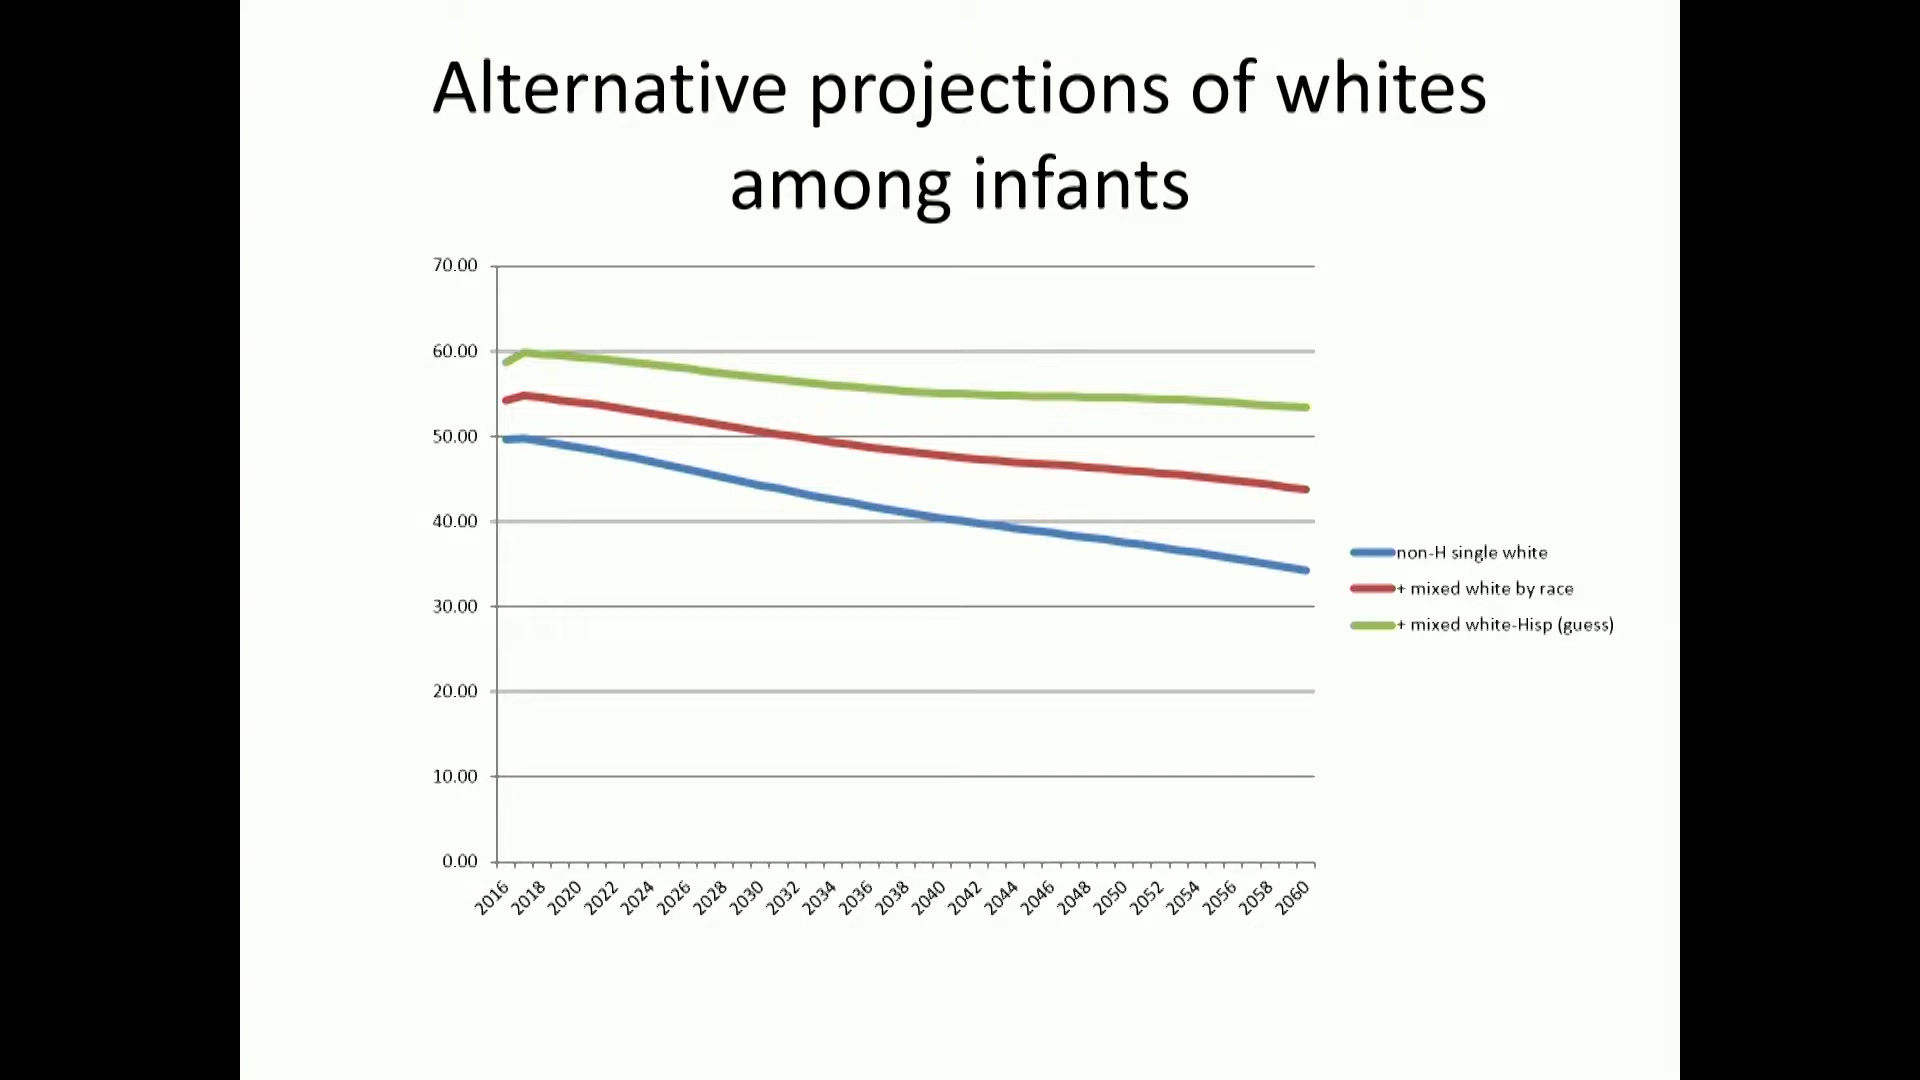 Alternative projections of whites
among infants
70.00
60.00
50.00
40.00
30.00
20.00
10.00
0.00
2016 2018 2020 2022 2024 2026 2028 2030 2032 2034 2036 2038 2040 2042 2044 2046 2048 2050 2052 2054 2056 2058 2060
non-H single white
+ mixed white by race
+ mixed white-Hisp (guess)